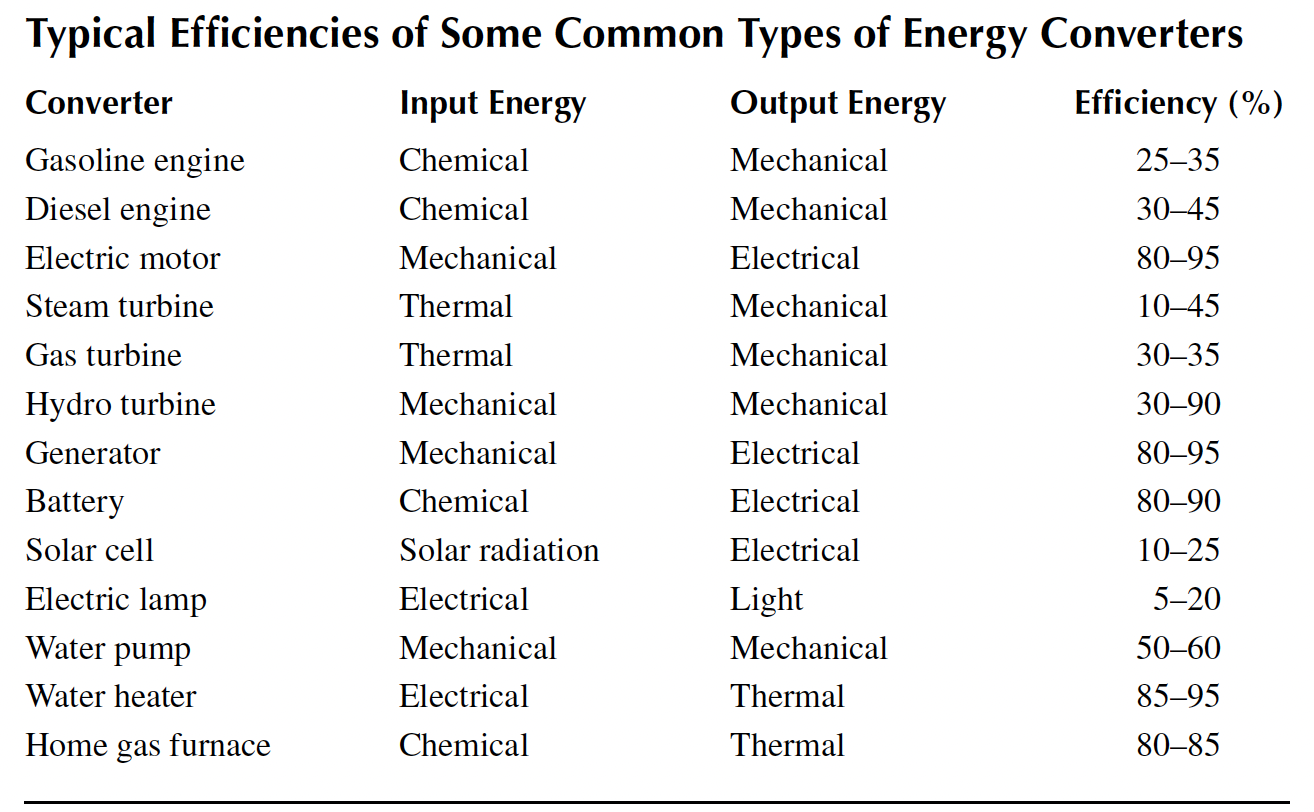 Typical Efficiencies of Some Common Types of Energy Converters
Converter Input Energy Output Energy Efficiency (%)
Gasoline engine Chemical Mechanical 25–35
Diesel engine Chemical Mechanical 30–45
Electric motor Mechanical Electrical 80–95
Steam turbine Thermal Mechanical 10–45
Gas turbine Thermal Mechanical 30–35
Hydro turbine Mechanical Mechanical 30–90
Generator Mechanical Electrical 80–95
Battery Chemical Electrical 80–90
Solar cell Solar radiation Electrical 10–25
Electric lamp Electrical Light 5–20
Water pump Mechanical Mechanical 50–60
Water heater Electrical Thermal 85–95
Home gas furnace Chemical Thermal 80–85